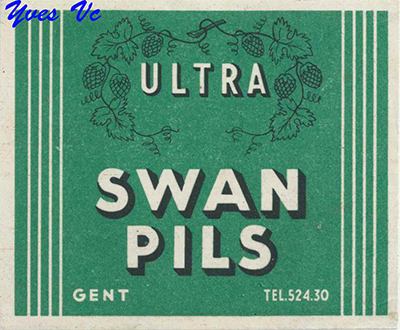 Yves Vc
ULTRA
SWAN
PILS
GENT TEL.524.30